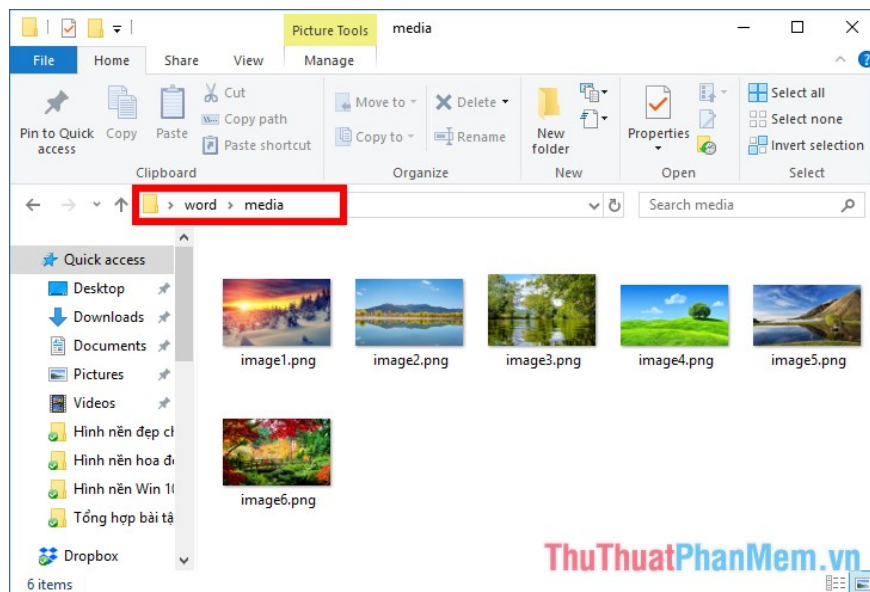 Picture Tools media
File Home Share View Manage
Pin to Quick access
Copy
Paste
Cut
Copy path
Paste shortcut
Clipboard
Move to
Copy to
Delete
Rename
Organize
New folder
New
Properties
Open
Select all
Select none
Invert selection
Select
word media
Search media
Quick access
Desktop
Downloads
Documents
Pictures
Videos
Hình nền đẹp ch
Hình nền hoa
Hình nền Win
Tổng hợp bài tậ
Dropbox
image1.png image2.png image3.png image4.png image5.png
image6.png
ThuThuatPhanMem.vn
6 items